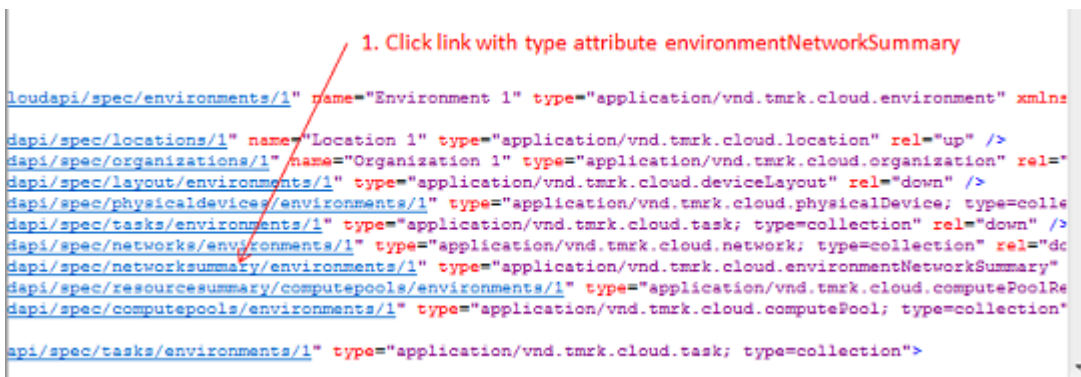 1. Click link with type attribute environmentNetworkSummary
loudapi/spec/environments/1" name="Environment 1" type="application/vnd.tmrk.cloud.environment" xmlns
dapi/spec/locations/1" name="Location 1" type="application/vnd.tmrk.cloud.location" rel="up" />
dapi/spec/organizations/1" name="Organization 1" type="application/vnd.tmrk.cloud.organization" rel="
dapi/spec/layout/environments/1" type="application/vnd.tmrk.cloud.deviceLayout" rel="down" />
dapi/spec/physicaldevices/environments/1" type="application/vnd.tmrk.cloud.physicalDevice; type=colle
dapi/spec/tasks/environments/1" type="application/vnd.tmrk.cloud.task; type=collection" rel="down" />
dapi/spec/networks/environments/1" type="application/vnd.tmrk.cloud.network; type=collection" rel="do
dapi/spec/networksummary/environments/1" type="application/vnd.tmrk.cloud.environmentNetworkSummary"
dapi/spec/resourcesummary/computepools/environments/1" type="application/vnd.tmrk.cloud.computePoolRe
dapi/spec/computepools/environments/1" type="application/vnd.tmrk.cloud.computePool; type=collection"
api/spec/tasks/environments/1" type="application/vnd.tmrk.cloud.task; type=collection">